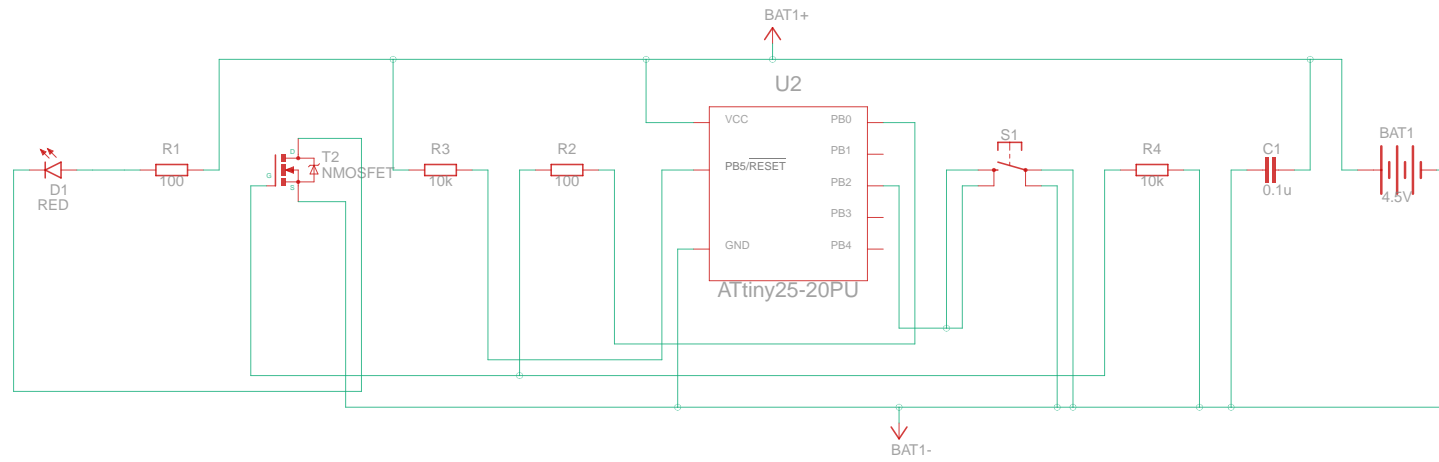 BAT1+
U2
VCC
PB0
R1
100
D1
RED
D
G
S
T2
NMOSFET
R3
10k
R2
100
PB5/RESET
PB1
PB2
PB3
GND
PB4
ATtiny25-20PU
S1
R4
10k
C1
0.1u
BAT1
4.5V
BAT1-